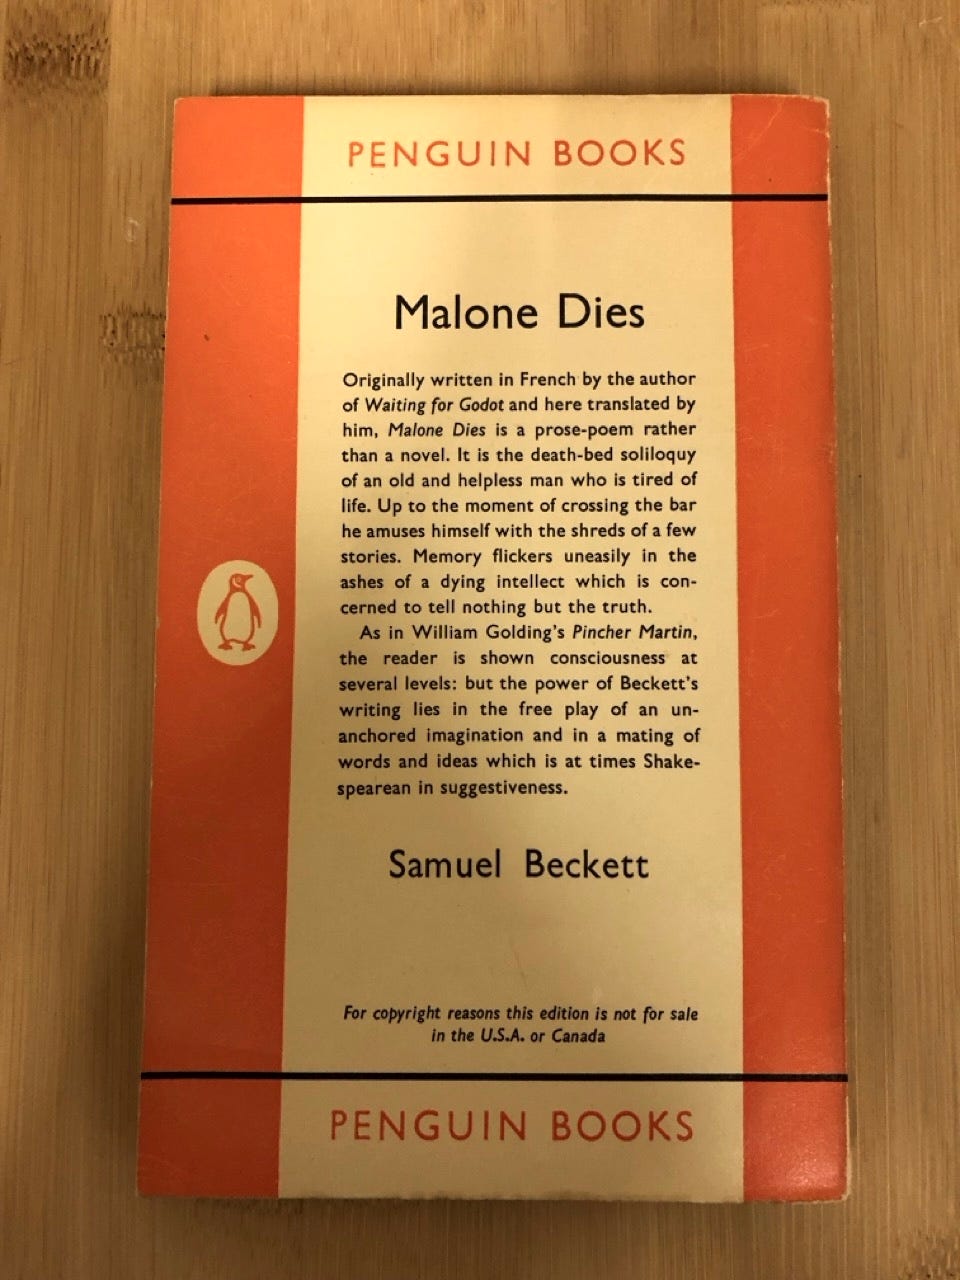 PENGUIN BOOKS
Malone Dies
Originally written in French by the author
of Waiting for Godot and here translated by
him, Malone Dies is a prose-poem rather
than a novel. It is the death-bed soliloquy
of an old and helpless man who is tired of
life. Up to the moment of crossing the bar
he amuses himself with the shreds of a few
stories. Memory flickers uneasily in the
ashes of a dying intellect which is con-
cerned to tell nothing but the truth.
As in William Golding's Pincher Martin,
the reader is shown consciousness at
several levels: but the power of Beckett's
writing lies in the free play of an un-
anchored imagination and in a mating of
words and ideas which is at times Shake-
spearean in suggestiveness.
Samuel Beckett
For copyright reasons this edition is not for sale
in the U.S.A. or Canada
PENGUIN BOOKS